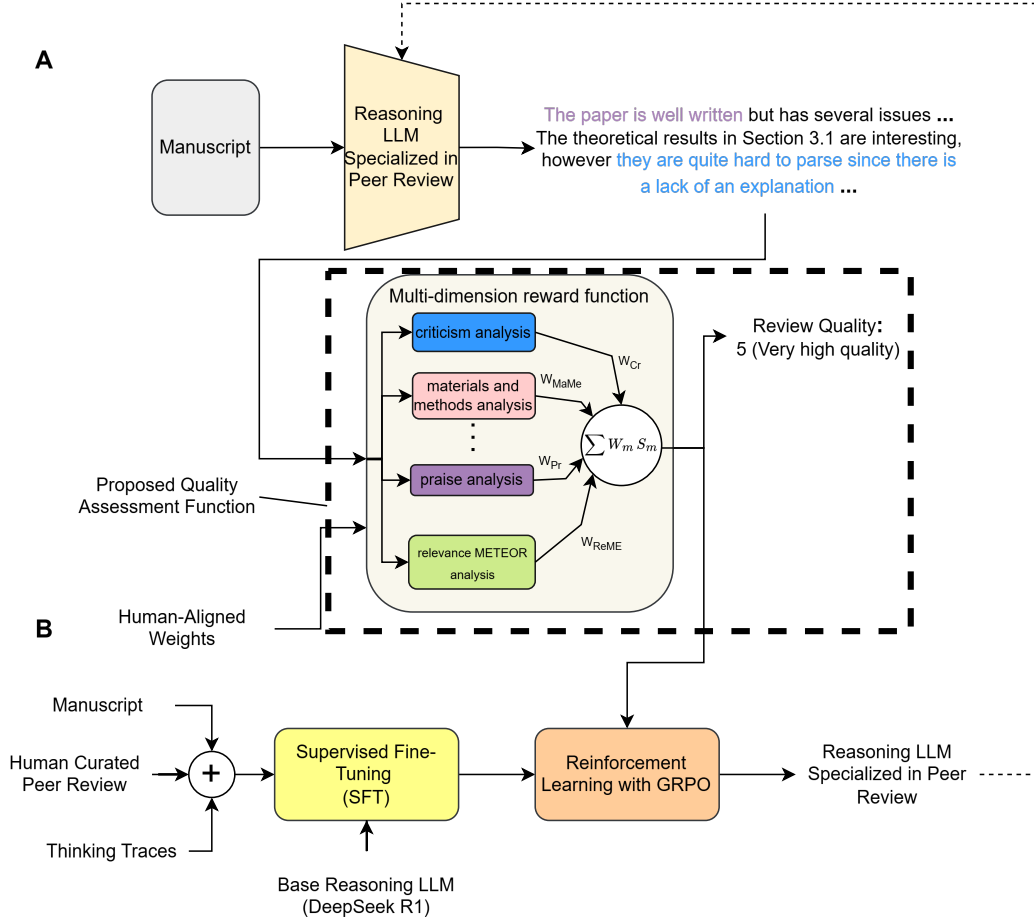 A
Manuscript
Reasoning
LLM
Specialized in
Peer Review
The paper is well written but has several issues ...
The theoretical results in Section 3.1 are interesting,
however they are quite hard to parse since there is
a lack of an explanation ...
Multi-dimension reward function
criticism analysis
materials and
methods analysis
praise analysis
relevance METEOR
analysis
W_Cr
W_MaMe
W_Pr
W_ReME
∑ W_m S_m
Review Quality:
5 (Very high quality)
Proposed Quality
Assessment Function
Human-Aligned
Weights
B
Manuscript
Human Curated
Peer Review
Thinking Traces
+
Supervised Fine-
Tuning
(SFT)
Base Reasoning LLM
(DeepSeek R1)
Reinforcement
Learning with GRPO
Reasoning LLM
Specialized in Peer
Review